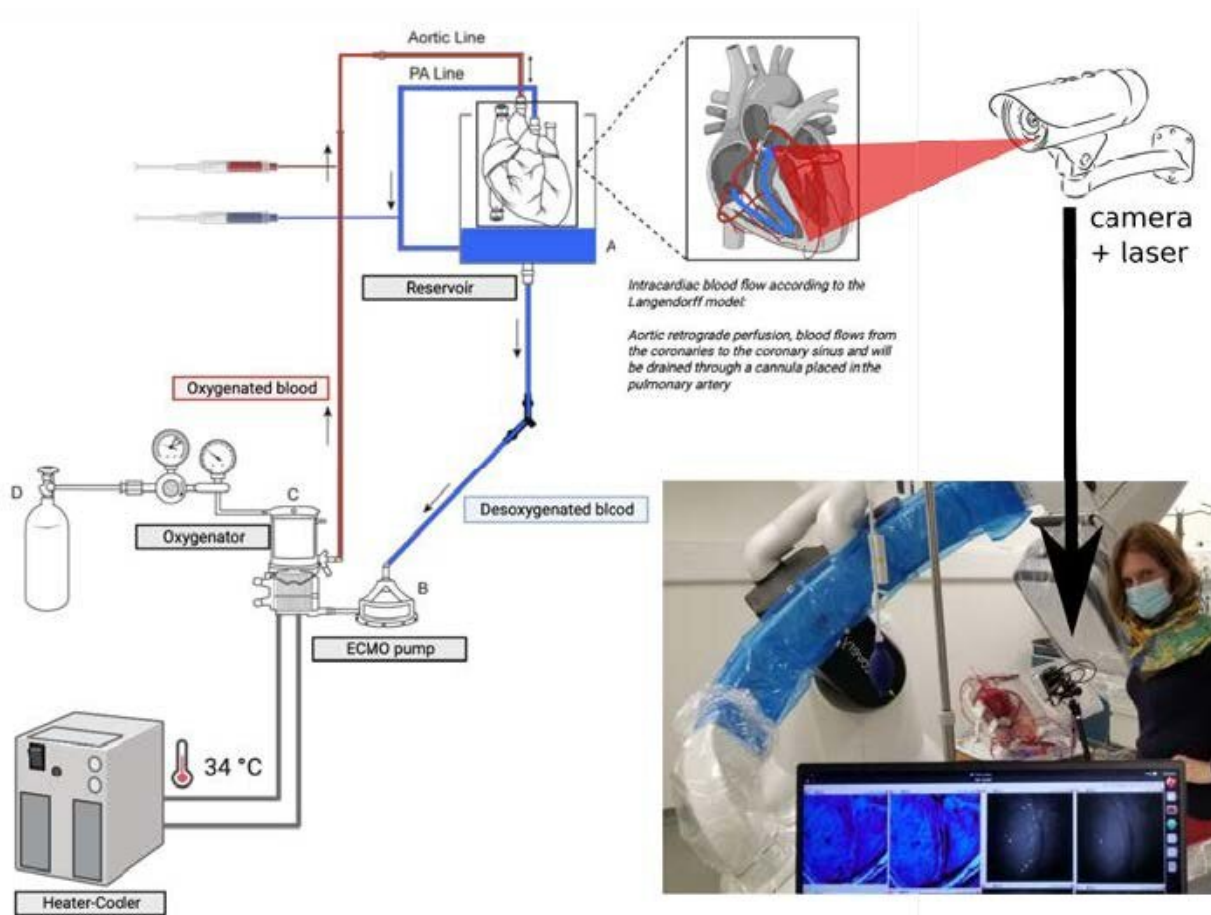 Aortic Line
PA Line
A
Reservoir
Intracardiac blood flow according to the
Langendorff model:
Aortic retrograde perfusion, blood flows from
the coronaries to the coronary sinus and will
be drained through a cannula placed in the
pulmonary artery
camera
+ laser
Oxygenated blood
D
C
Oxygenator
Desoxygenated blood
B
ECMO pump
34 °C
Heater-Cooler